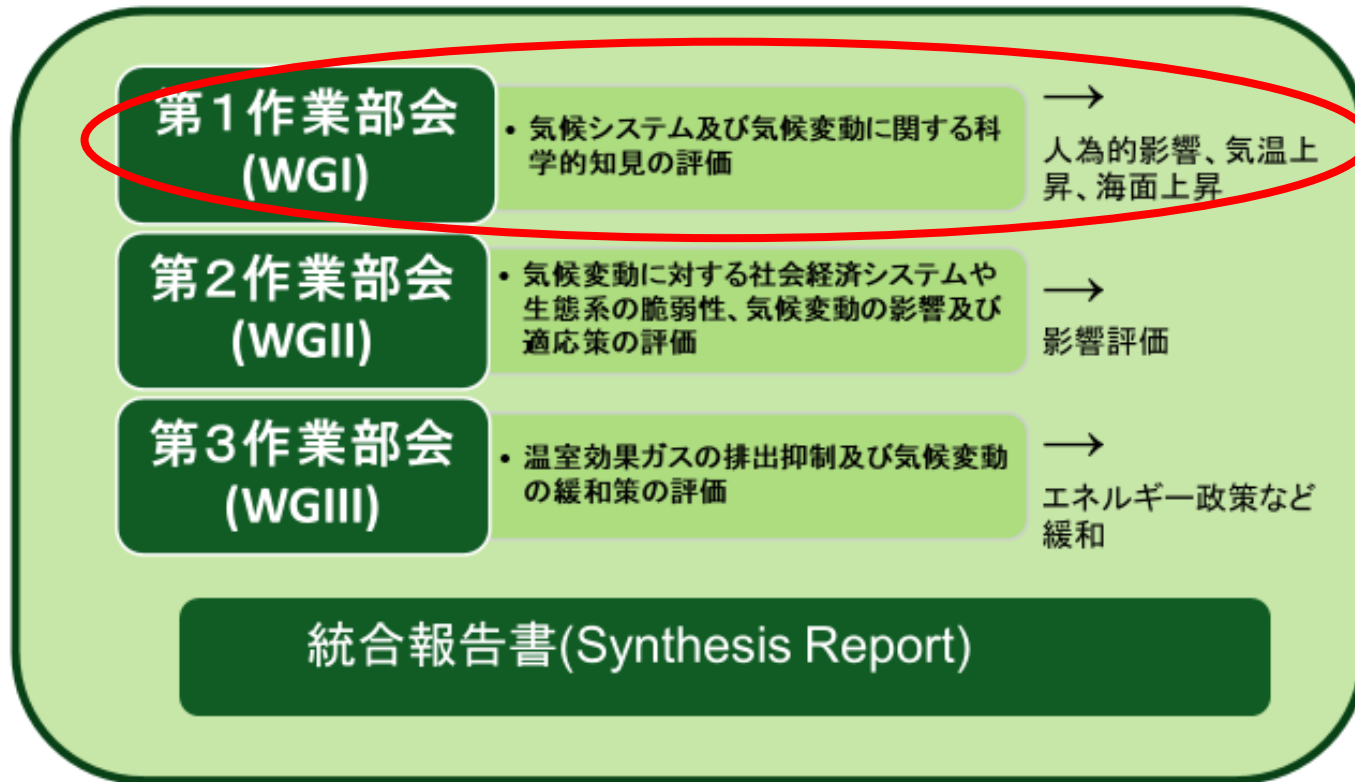 第１作業部会
(WGI)
• 気候システム及び気候変動に関する科
学的知見の評価
→
人為的影響、気温上
昇、海面上昇
第２作業部会
(WGII)
• 気候変動に対する社会経済システムや
生態系の脆弱性、気候変動の影響及び
適応策の評価
→
影響評価
第３作業部会
(WGIII)
• 温室効果ガスの排出抑制及び気候変動
の緩和策の評価
→
エネルギー政策など
緩和
統合報告書(Synthesis Report)